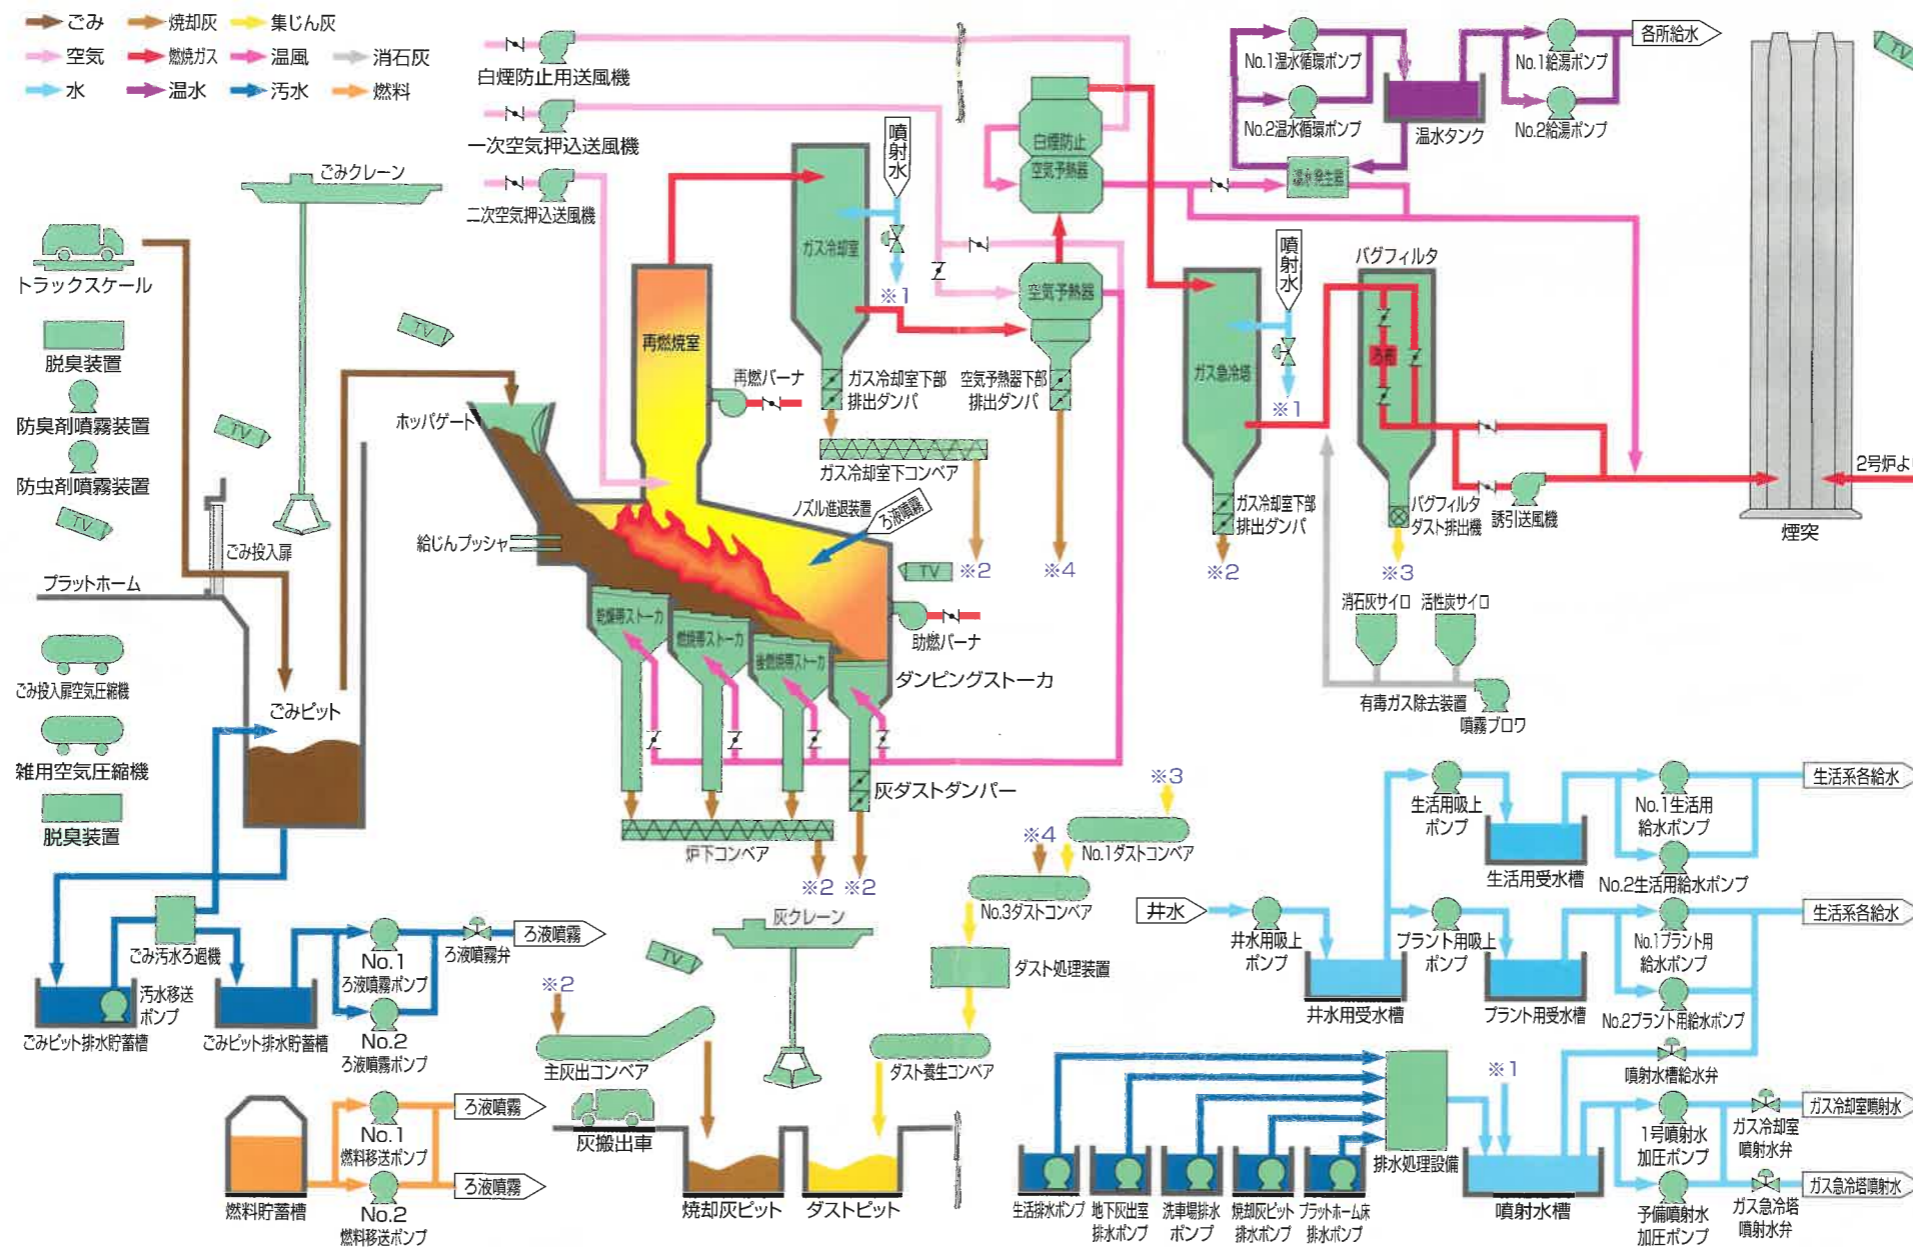 ごみ
焼却灰
集じん灰
空気
燃焼ガス
温風
消石灰
水
温水
汚水
燃料
白煙防止用送風機
一次空気押込送風機
二次空気押込送風機
ごみクレーン
トラックスケール
脱臭装置
防臭剤噴霧装置
防虫剤噴霧装置
TV
TV
TV
ごみ投入扉
プラットホーム
ごみ投入扉空気圧縮機
雑用空気圧縮機
脱臭装置
ごみピット
ホッパゲート
給じんプッシャ
再燃焼室
再燃バーナ
ガス冷却室
噴射水
※1
ガス冷却室下部
排出ダンパ
ガス冷却室下コンベア
※2
空気予熱器下部
排出ダンパ
※4
白煙防止
空気予熱器
空気予熱器
ノズル進退装置
ろ液噴霧
TV
助燃バーナ
乾燥帯ストーカ
燃焼帯ストーカ
後燃焼帯ストーカ
ダンピングストーカ
灰ダストダンパー
炉下コンベア
※2
※2
No.1温水循環ポンプ
No.2温水循環ポンプ
温水タンク
温水発生器
No.1給湯ポンプ
No.2給湯ポンプ
各所給水
TV
噴射水
※1
ガス急冷塔
ガス冷却室下部
排出ダンパ
※2
バグフィルタ
ろ布
バグフィルタ
ダスト排出機
※3
誘引送風機
煙突
2号炉より
消石灰サイロ
活性炭サイロ
有毒ガス除去装置
噴霧ブロワ
※3
No.1ダストコンベア
※4
No.3ダストコンベア
ダスト処理装置
ダスト養生コンベア
灰クレーン
TV
※2
主灰出コンベア
灰搬出車
焼却灰ピット
ダストピット
ごみ汚水ろ過機
汚水移送
ポンプ
ごみピット排水貯蓄槽
ごみピット排水貯蓄槽
No.1
ろ液噴霧ポンプ
No.2
ろ液噴霧ポンプ
ろ液噴霧弁
ろ液噴霧
燃料貯蓄槽
No.1
燃料移送ポンプ
No.2
燃料移送ポンプ
ろ液噴霧
ろ液噴霧
井水
井水用吸上
ポンプ
井水用受水槽
生活用吸上
ポンプ
生活用受水槽
No.1生活用
給水ポンプ
No.2生活用給水ポンプ
生活系各給水
プラント用吸上
ポンプ
プラント用受水槽
No.1プラント用
給水ポンプ
No.2プラント用給水ポンプ
生活系各給水
噴射水槽給水弁
生活排水ポンプ
地下灰出室
排水ポンプ
洗車場排水
ポンプ
焼却灰ピット
排水ポンプ
プラットホーム床
排水ポンプ
排水処理設備
※1
噴射水槽
1号噴射水
加圧ポンプ
予備噴射水
加圧ポンプ
ガス冷却室
噴射水弁
ガス急冷塔
噴射水弁
ガス冷却室噴射水
ガス急冷塔噴射水